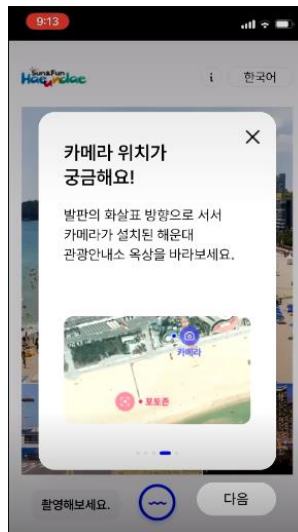 9:13
Sun&Fun
Haeundae
i
한국어
카메라 위치가
궁금해요!
발판의 화살표 방향으로 서서
카메라가 설치된 해운대
관광안내소 옥상을 바라보세요.
카메라
포토존
촬영해보세요.
다음